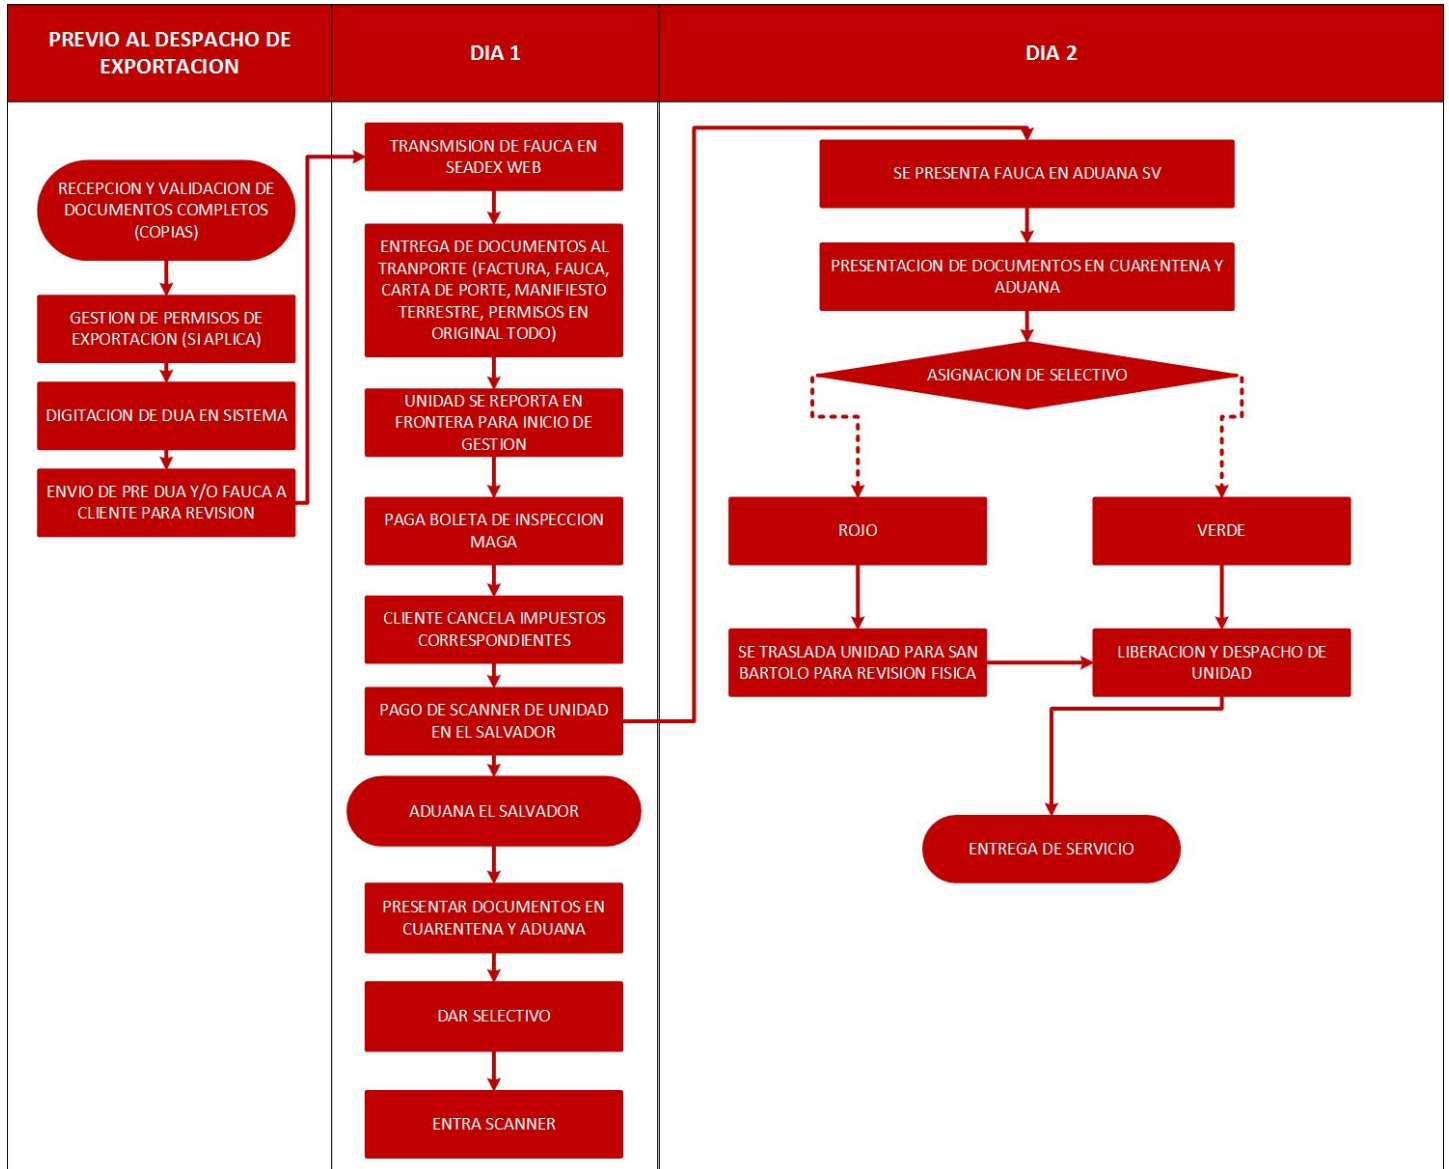 PREVIO AL DESPACHO DE
EXPORTACION
DIA 1
DIA 2
RECEPCION Y VALIDACION DE
DOCUMENTOS COMPLETOS
(COPIAS)
GESTION DE PERMISOS DE
EXPORTACION (SI APLICA)
DIGITACION DE DUA EN SISTEMA
ENVIO DE PRE DUA Y/O FAUCA A
CLIENTE PARA REVISION
TRANSMISION DE FAUCA EN
SEADEX WEB
ENTREGA DE DOCUMENTOS AL
TRANPORTE (FACTURA, FAUCA,
CARTA DE PORTE, MANIFIESTO
TERRESTRE, PERMISOS EN
ORIGINAL TODO)
UNIDAD SE REPORTA EN
FRONTERA PARA INICIO DE
GESTION
PAGA BOLETA DE INSPECCION
MAGA
CLIENTE CANCELA IMPUESTOS
CORRESPONDIENTES
PAGO DE SCANNER DE UNIDAD
EN EL SALVADOR
ADUANA EL SALVADOR
PRESENTAR DOCUMENTOS EN
CUARENTENA Y ADUANA
DAR SELECTIVO
ENTRA SCANNER
SE PRESENTA FAUCA EN ADUANA SV
PRESENTACION DE DOCUMENTOS EN CUARENTENA Y
ADUANA
ASIGNACION DE SELECTIVO
ROJO
VERDE
SE TRASLADA UNIDAD PARA SAN
BARTOLO PARA REVISION FISICA
LIBERACION Y DESPACHO DE
UNIDAD
ENTREGA DE SERVICIO